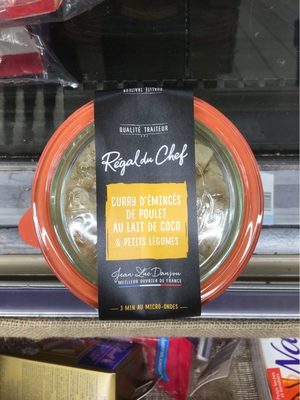 QUALITÉ TRAITEUR
Régal du Chef
CURRY D'ÉMINCÉS
DE POULET
AU LAIT DE COCO
& PETITS LÉGUMES
Jean-Luc Danjou
MEILLEUR OUVRIER DE FRANCE
- 3 MIN AU MICRO-ONDES -
Na